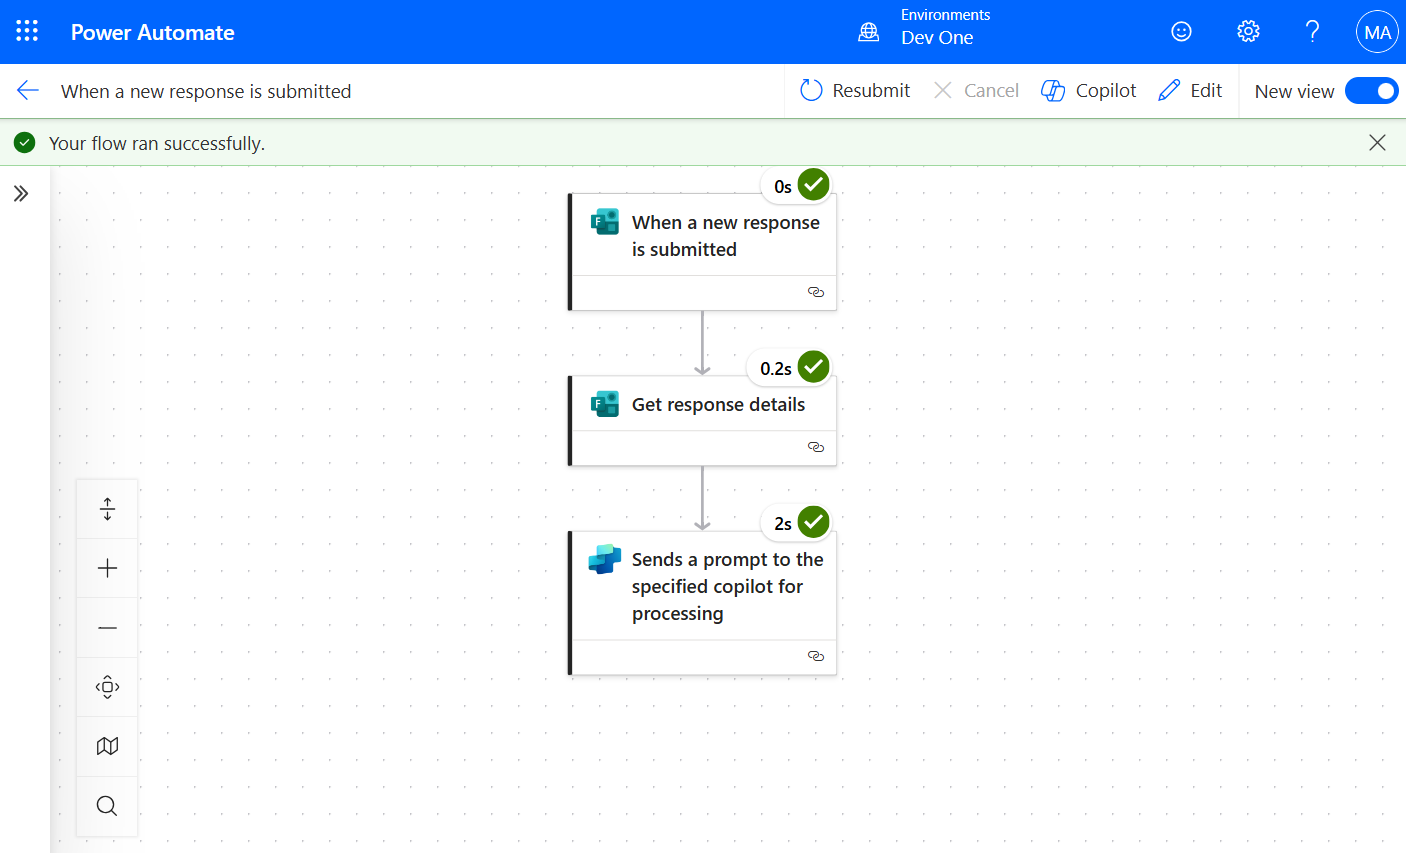 Power Automate
Environments
Dev One
MA
When a new response is submitted
Resubmit
Cancel
Copilot
Edit
New view
Your flow ran successfully.
0s
When a new response
is submitted
0.2s
Get response details
2s
Sends a prompt to the
specified copilot for
processing